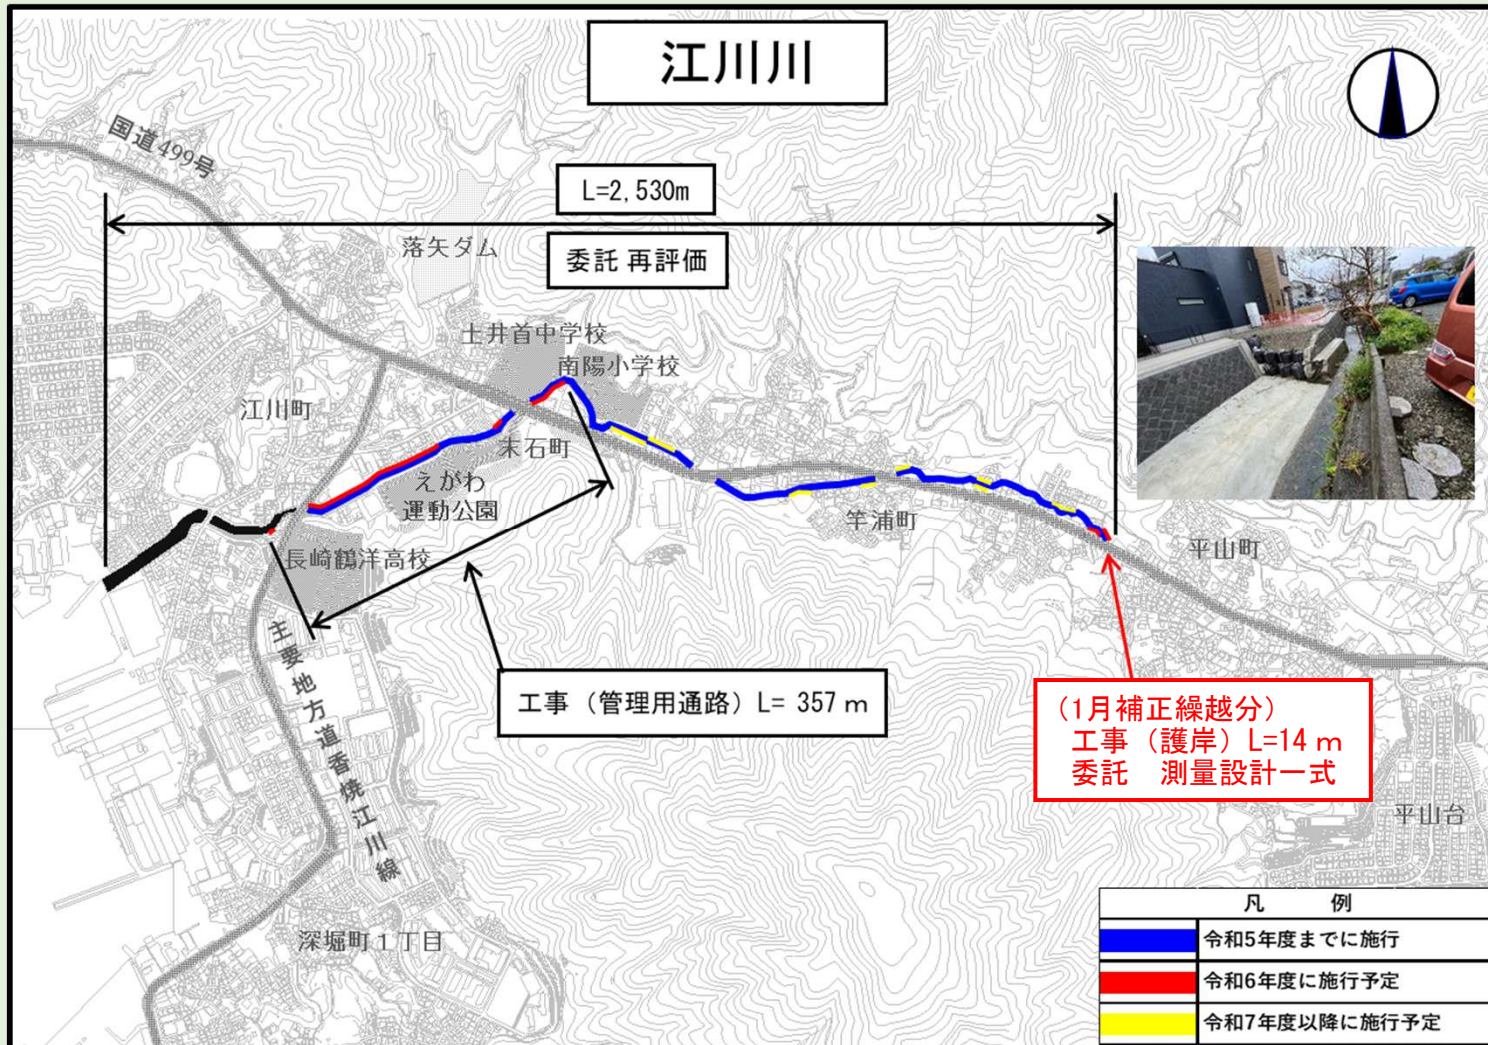 江川川
国道499号
L=2,530m
落矢ダム
委託 再評価
土井首中学校
南陽小学校
江川町
末石町
えがわ
運動公園
竿浦町
平山町
長崎鶴洋高校
主要地方道香焼江川線
工事（管理用通路）L= 357 m
（1月補正繰越分）
工事（護岸）L=14 m
委託　測量設計一式
平山台
深堀町１丁目
凡　　例
令和5年度までに施行
令和6年度に施行予定
令和7年度以降に施行予定